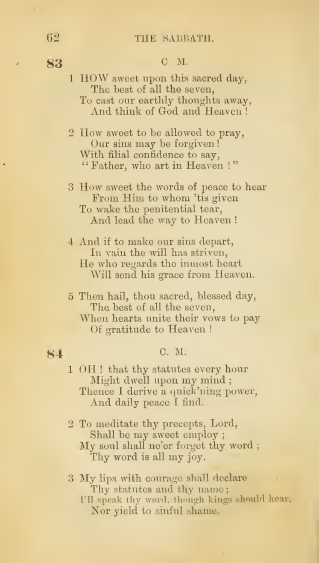 62 THE SABBATH.
83 C M.
1 HOW sweet upon this sacred day,
The best of all the seven,
To cast our earthly thoughts away,
And think of God and Heaven!
2 How sweet to be allowed to pray,
Our sins may be forgiven!
With filial confidence to say,
"Father, who art in Heaven!"
3 How sweet the words of peace to hear
From Him to whom 'tis given
To wake the penitential tear,
And lead the way to Heaven!
4 And if to make our sins depart,
In vain the will has striven,
He who regards the inmost heart
Will send his grace from Heaven.
5 Then hail, thou sacred, blessed day,
The best of all the seven,
When hearts unite their vows to pay
Of gratitude to Heaven!
84 C. M.
1 OH! that thy statutes every hour
Might dwell upon my mind;
Thence I derive a quick'ning power,
And daily peace I find.
2 To meditate thy precepts, Lord,
Shall be my sweet employ;
My soul shall ne'er forget thy word;
Thy word is all my joy.
3 My lips with courage shall declare
Thy statutes and thy name;
I'll speak thy word, though kings should hear,
Nor yield to sinful shame.